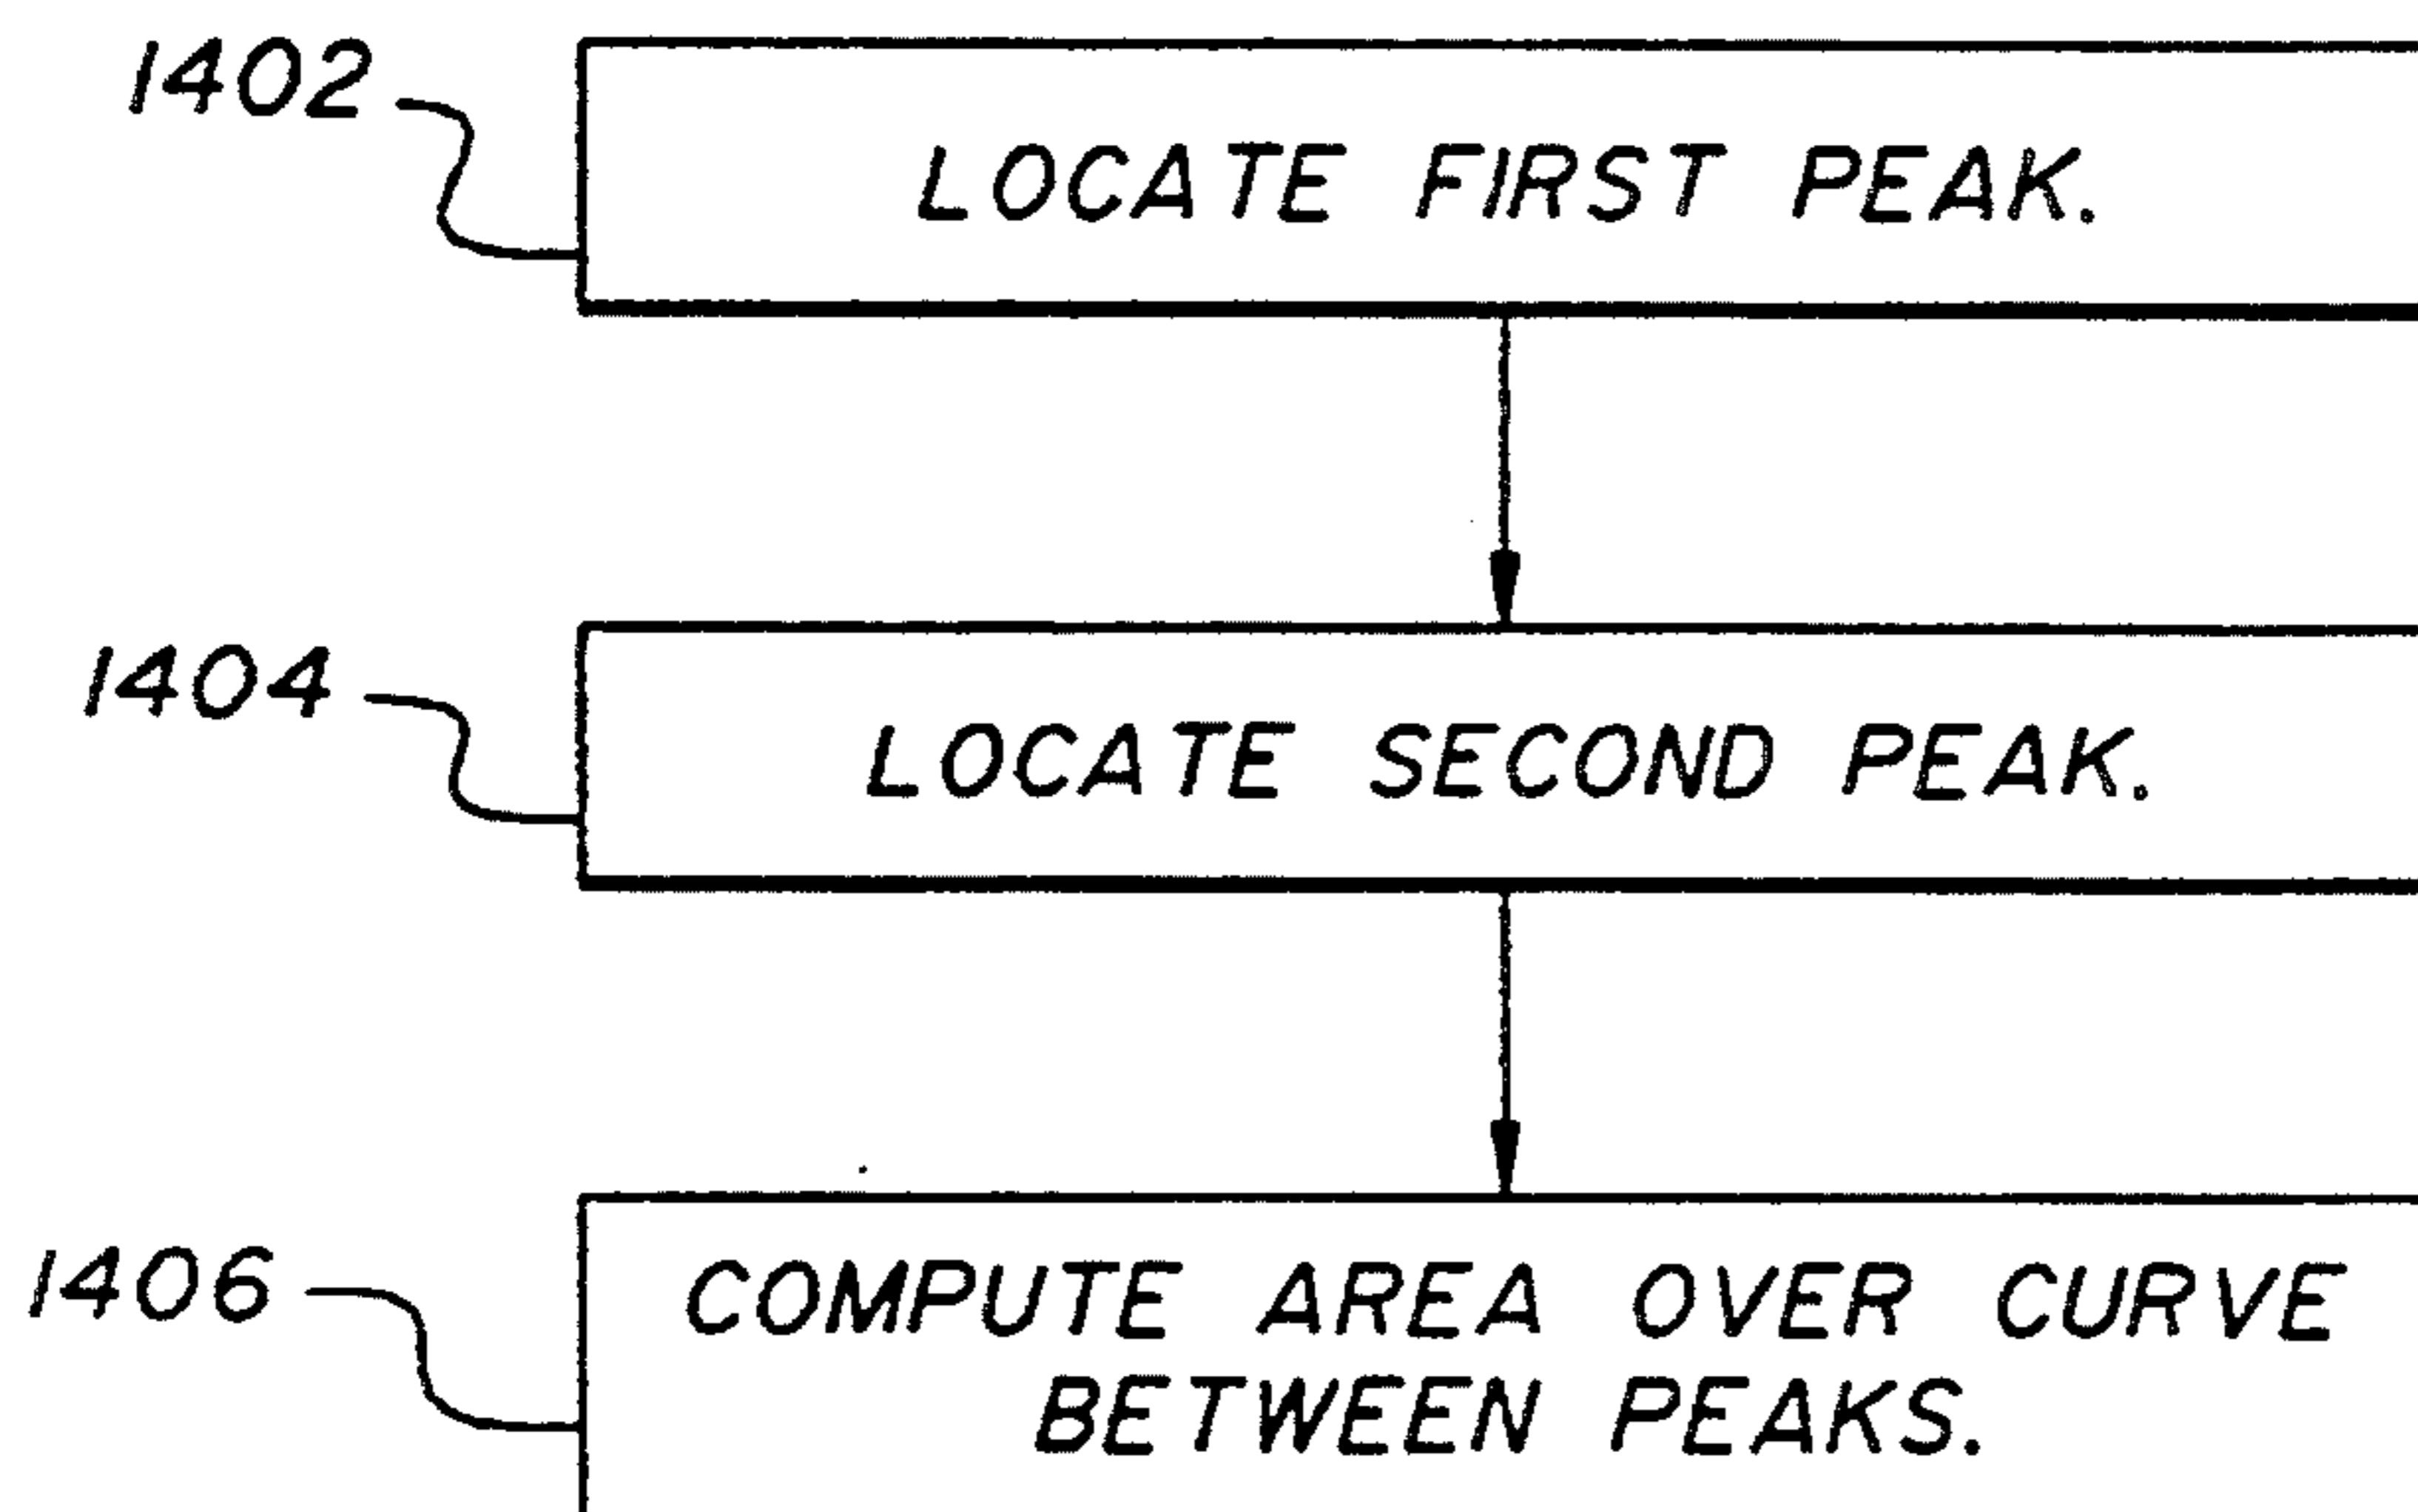 1402
LOCATE FIRST PEAK.
1404
LOCATE SECOND PEAK.
1406
COMPUTE AREA OVER CURVE
BETWEEN PEAKS.